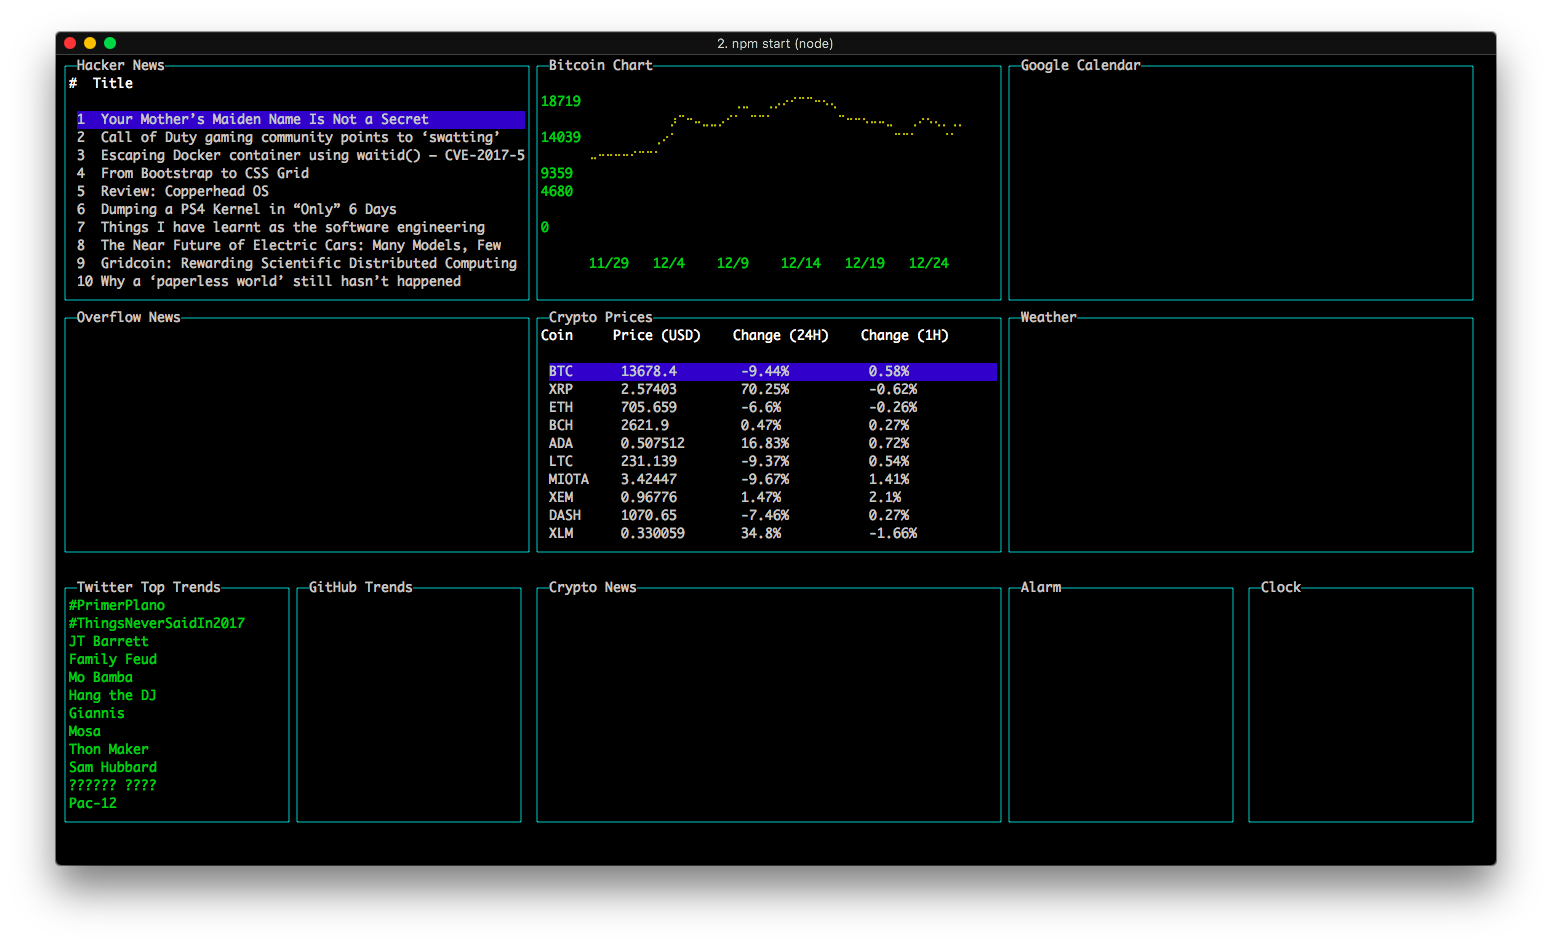 2. npm start (node)
Hacker News
# Title
1 Your Mother’s Maiden Name Is Not a Secret
2 Call of Duty gaming community points to ‘swatting’
3 Escaping Docker container using waitid() – CVE-2017-5
4 From Bootstrap to CSS Grid
5 Review: Copperhead OS
6 Dumping a PS4 Kernel in “Only” 6 Days
7 Things I have learnt as the software engineering
8 The Near Future of Electric Cars: Many Models, Few
9 Gridcoin: Rewarding Scientific Distributed Computing
10 Why a ‘paperless world’ still hasn’t happened
Bitcoin Chart
18719
14039
9359
4680
0
11/29 12/4 12/9 12/14 12/19 12/24
Google Calendar
Overflow News
Crypto Prices
Coin Price (USD) Change (24H) Change (1H)
BTC 13678.4 -9.44% 0.58%
XRP 2.57403 70.25% -0.62%
ETH 705.659 -6.6% -0.26%
BCH 2621.9 0.47% 0.27%
ADA 0.507512 16.83% 0.72%
LTC 231.139 -9.37% 0.54%
MIOTA 3.42447 -9.67% 1.41%
XEM 0.96776 1.47% 2.1%
DASH 1070.65 -7.46% 0.27%
XLM 0.330059 34.8% -1.66%
Weather
Twitter Top Trends
#PrimerPlano
#ThingsNeverSaidIn2017
JT Barrett
Family Feud
Mo Bamba
Hang the DJ
Giannis
Mosa
Thon Maker
Sam Hubbard
?????? ????
Pac-12
GitHub Trends
Crypto News
Alarm
Clock